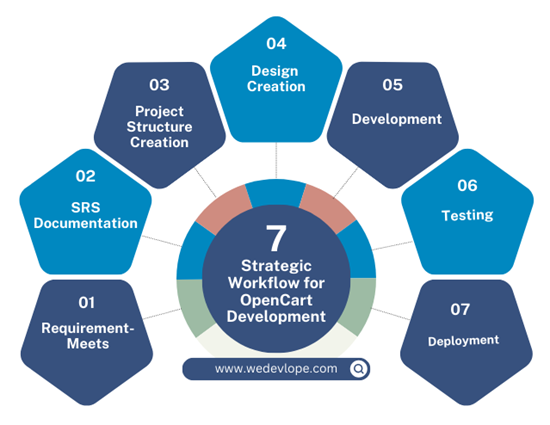 01
Requirement-
Meets
02
SRS
Documentation
03
Project
Structure
Creation
04
Design
Creation
05
Development
06
Testing
07
Deployment
7
Strategic
Workflow for
OpenCart
Development
www.wedevlope.com